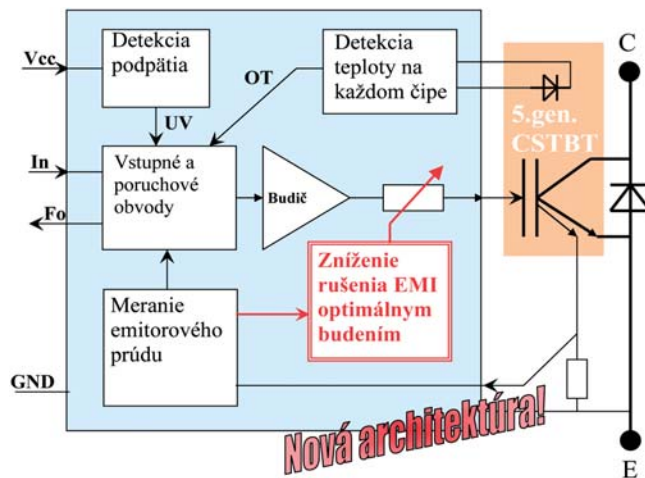 Vcc
Detekcia
podpätia
OT
Detekcia
teploty na
každom čipe
C
5.gen.
CSTBT
UV
In
Vstupné a
poruchové
obvody
Budič
Fo
Zníženie
rušenia EMI
optimálnym
budením
Meranie
emitorového
prúdu
GND
Nová architektúra!
E